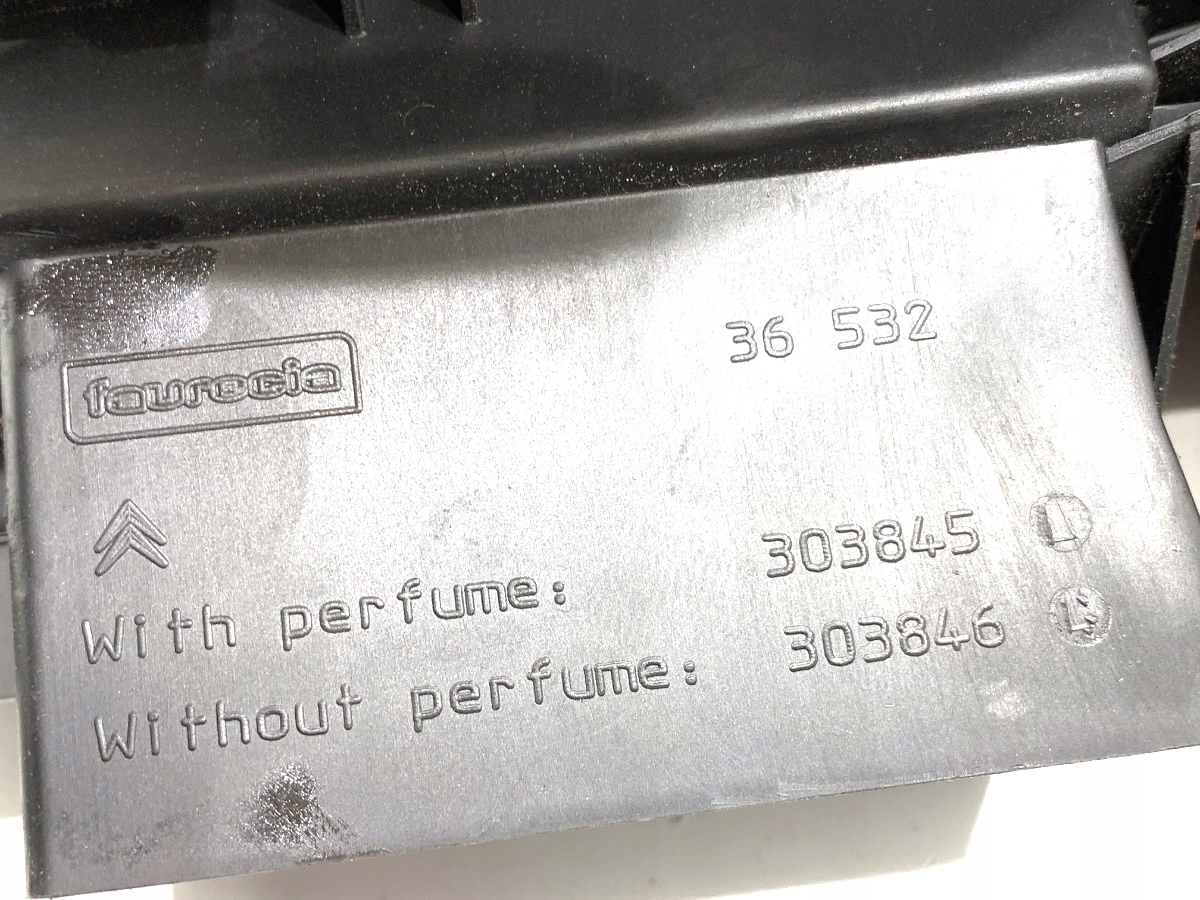 faurecia
36 532
With perfume: 303845
Without perfume: 303846